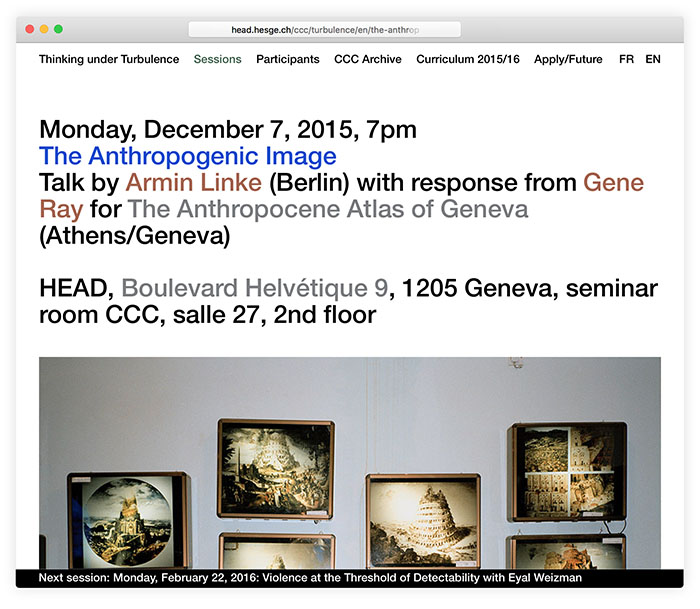 head.hesge.ch/ccc/turbulence/en/the-anthrop
Thinking under Turbulence Sessions Participants CCC Archive Curriculum 2015/16 Apply/Future FR EN
Monday, December 7, 2015, 7pm
The Anthropogenic Image
Talk by Armin Linke (Berlin) with response from Gene
Ray for The Anthropocene Atlas of Geneva
(Athens/Geneva)
HEAD, Boulevard Helvétique 9, 1205 Geneva, seminar
room CCC, salle 27, 2nd floor
Next session: Monday, February 22, 2016: Violence at the Threshold of Detectability with Eyal Weizman